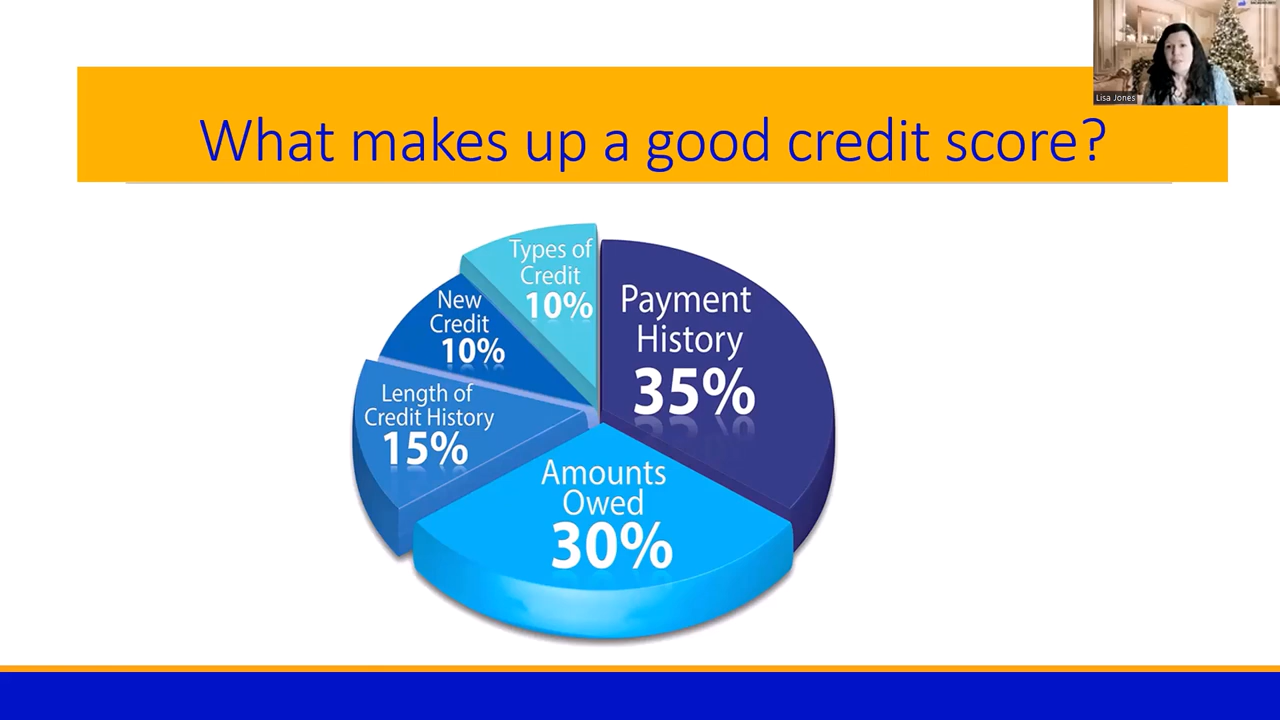 Lisa Jones
What makes up a good credit score?
Types of
Credit
10%
New
Credit
10%
Length of
Credit History
15%
Payment
History
35%
Amounts
Owed
30%